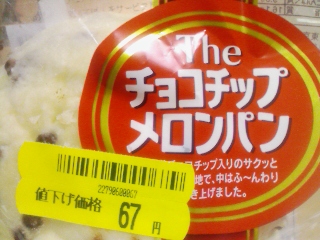 The
チョコチップ
メロンパン
チップ入りのサクッと
地で、中はふ~んわり
上げました。
2279060000067
値下げ価格 67 円